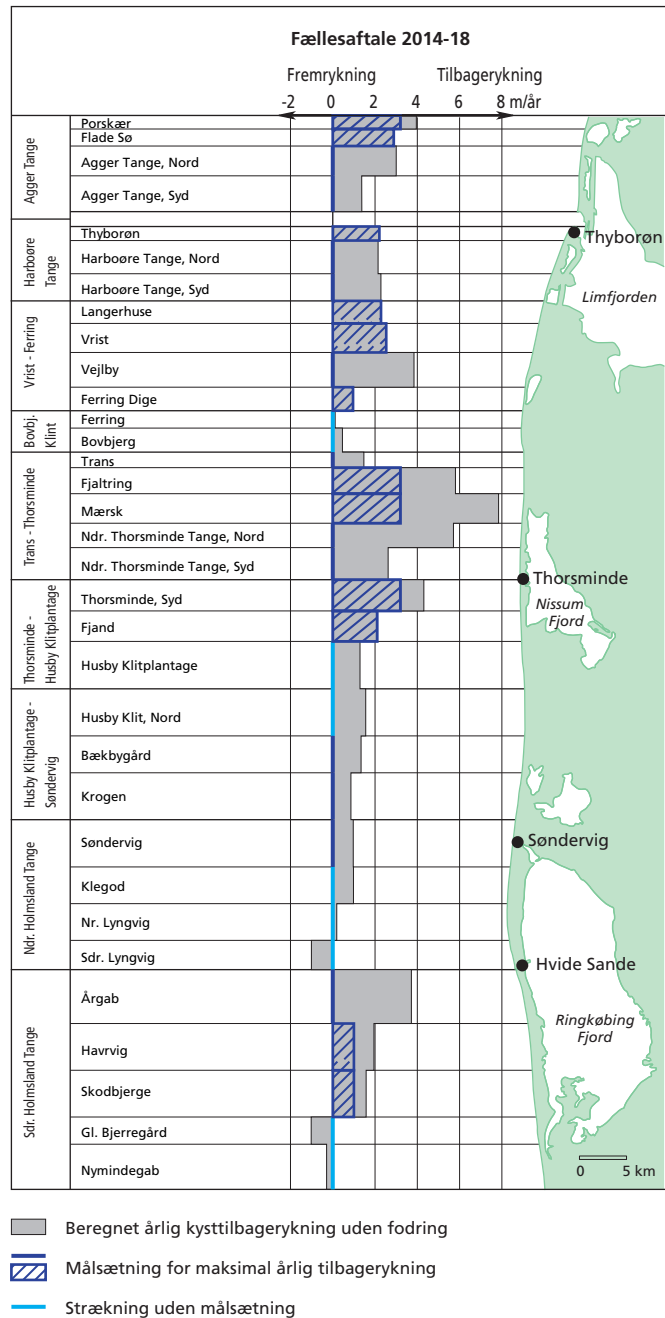 Fællesaftale 2014-18
Fremrykning Tilbagerykning
-2 0 2 4 6 8 m/år
Agger Tange
Porskær
Flade Sø
Agger Tange, Nord
Agger Tange, Syd
Harboøre
Tange
Thyborøn
Harboøre Tange, Nord
Harboøre Tange, Syd
Vrist - Ferring
Langerhuse
Vrist
Vejlby
Ferring Dige
Bovbj.
Klint
Ferring
Bovbjerg
Trans - Thorsminde
Trans
Fjaltring
Mærsk
Ndr. Thorsminde Tange, Nord
Ndr. Thorsminde Tange, Syd
Thorsminde -
Husby Klitplantage
Thorsminde, Syd
Fjand
Husby Klitplantage
Husby Klitplantage -
Søndervig
Husby Klit, Nord
Bækbygård
Krogen
Ndr. Holmsland Tange
Søndervig
Klegod
Nr. Lyngvig
Sdr. Lyngvig
Sdr. Holmsland Tange
Årgab
Havrvig
Skodbjerge
Gl. Bjerregård
Nymindegab
Thyborøn
Limfjorden
Thorsminde
Nissum
Fjord
Søndervig
Hvide Sande
Ringkøbing
Fjord
0 5 km
Beregnet årlig kysttilbagerykning uden fodring
Målsætning for maksimal årlig tilbagerykning
Strækning uden målsætning